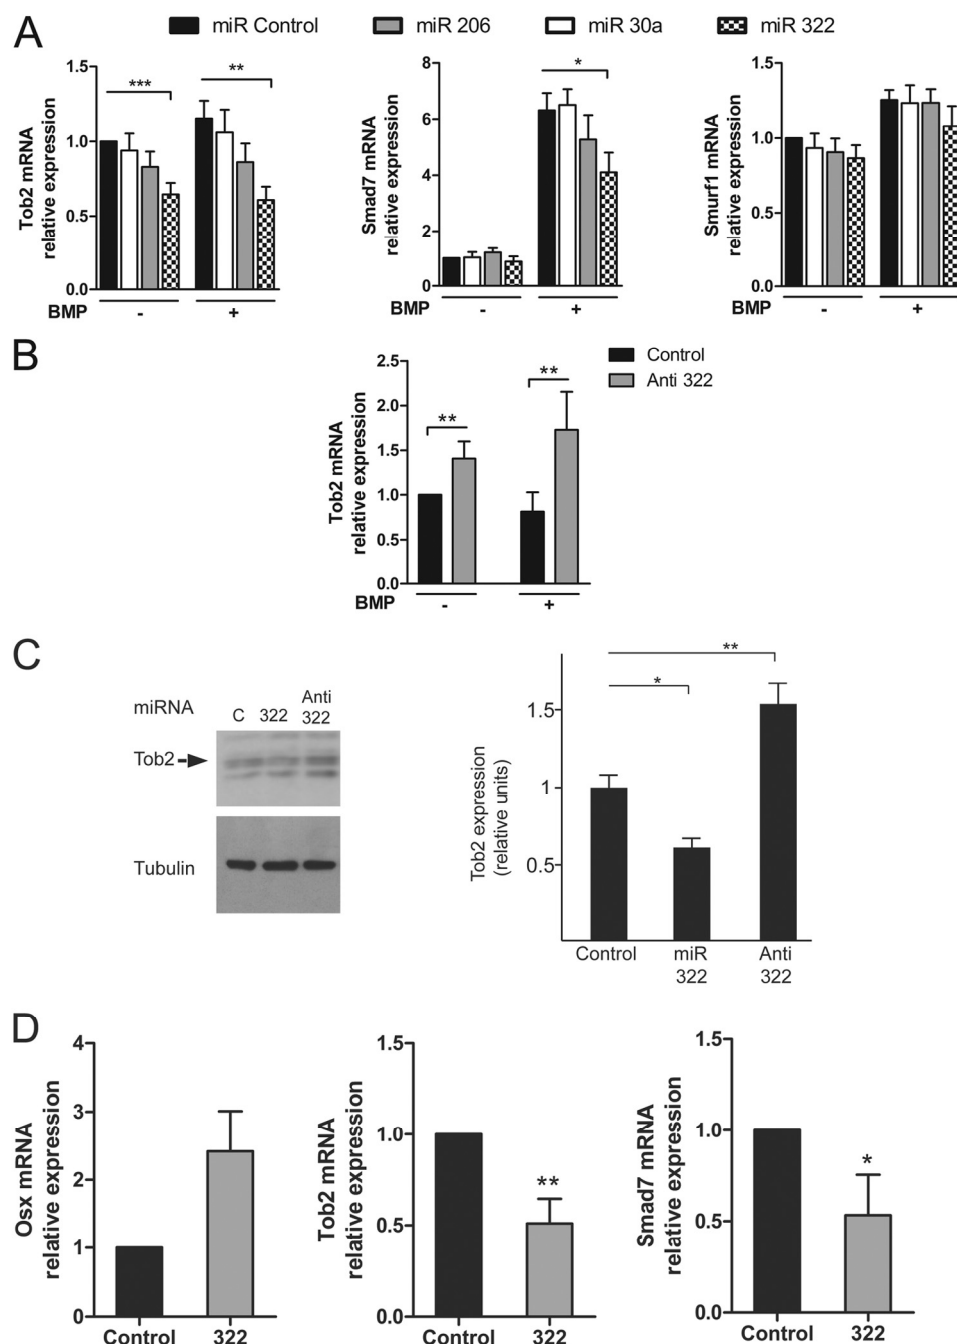 A
miR Control miR 206 miR 30a miR 322
Tob2 mRNA
relative expression
1.5
1.0
0.5
0.0
***
**
BMP - +
Smad7 mRNA
relative expression
8
6
4
2
0
*
BMP - +
Smurf1 mRNA
relative expression
1.5
1.0
0.5
0.0
BMP - +
B
Control
Anti 322
Tob2 mRNA
relative expression
2.5
2.0
1.5
1.0
0.5
0.0
**
**
BMP - +
C
miRNA C 322 Anti
322
Tob2
Tubulin
Tob2 expression
(relative units)
1.5
1
0.5
**
*
Control miR
322 Anti
322
D
Osx mRNA
relative expression
4
3
2
1
0
Control 322
Tob2 mRNA
relative expression
1.5
1.0
0.5
0.0
**
Control 322
Smad7 mRNA
relative expression
1.5
1.0
0.5
0.0
*
Control 322